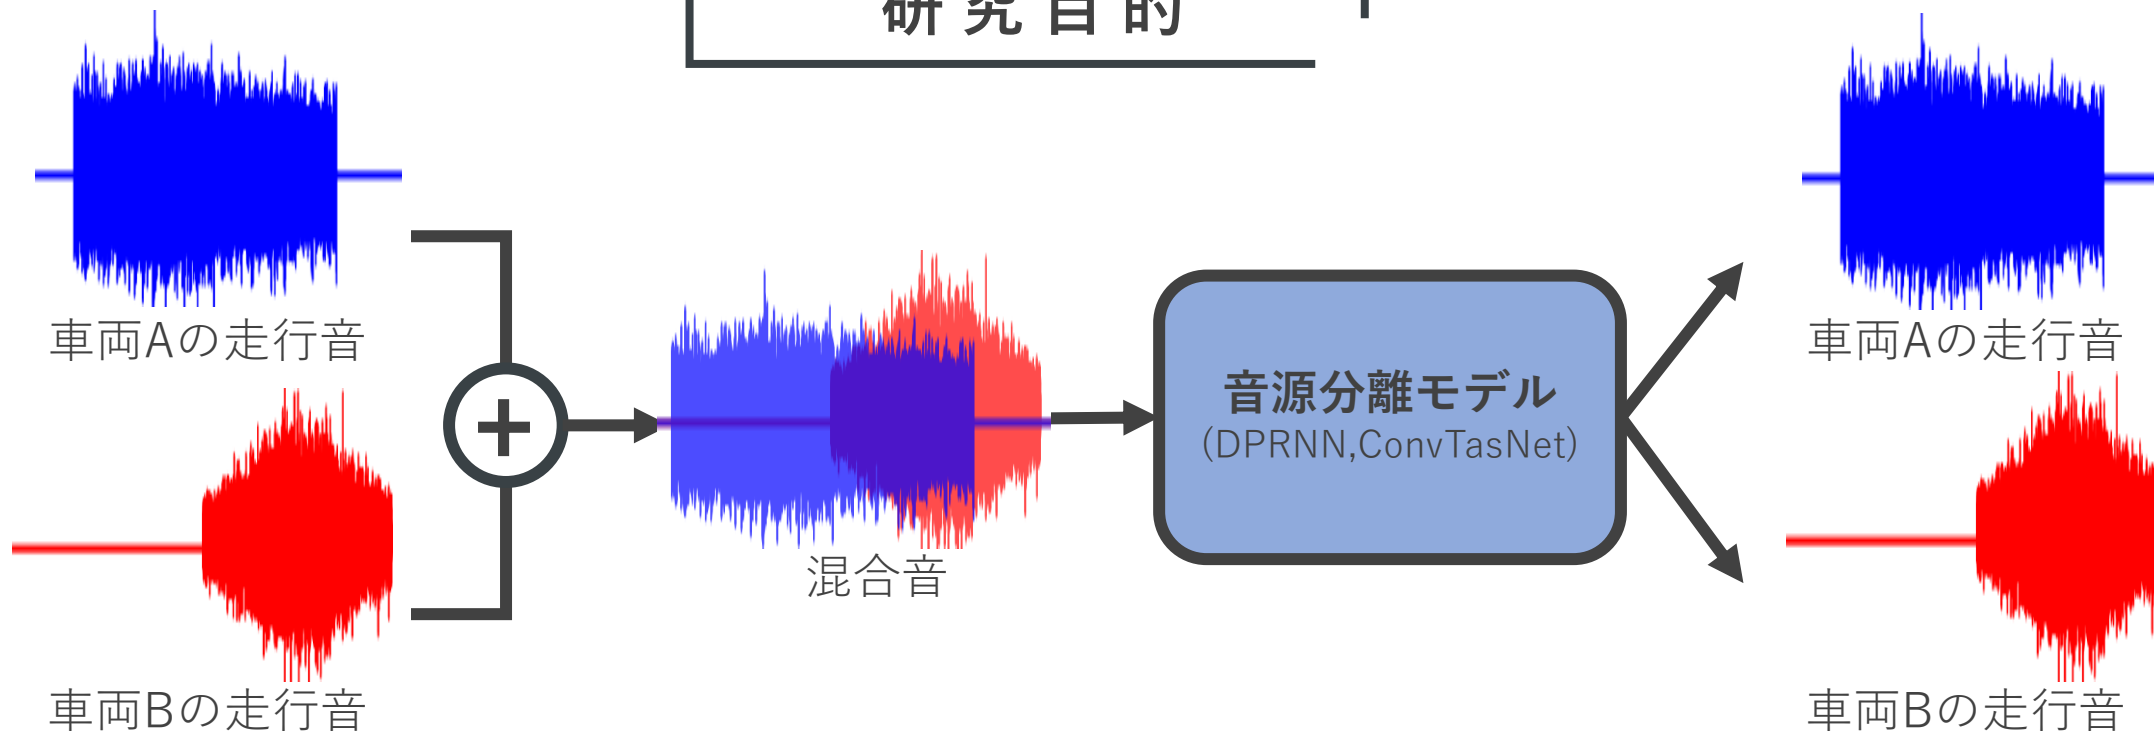 研究目的
車両Aの走行音
車両Bの走行音
+
混合音
音源分離モデル
(DPRNN,ConvTasNet)
車両Aの走行音
車両Bの走行音